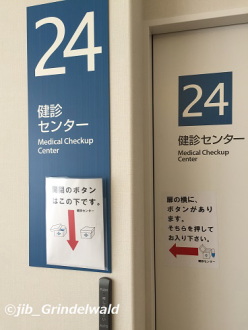 24
健診
センター
Medical Checkup
Center
開閉のボタン
はこの下です。
健診センター
24
健診センター
Medical Checkup
Center
扉の横に、
ボタンがあり
ます。
そちらを押して
お入り下さい。
健診センター
©jib_Grindelwald